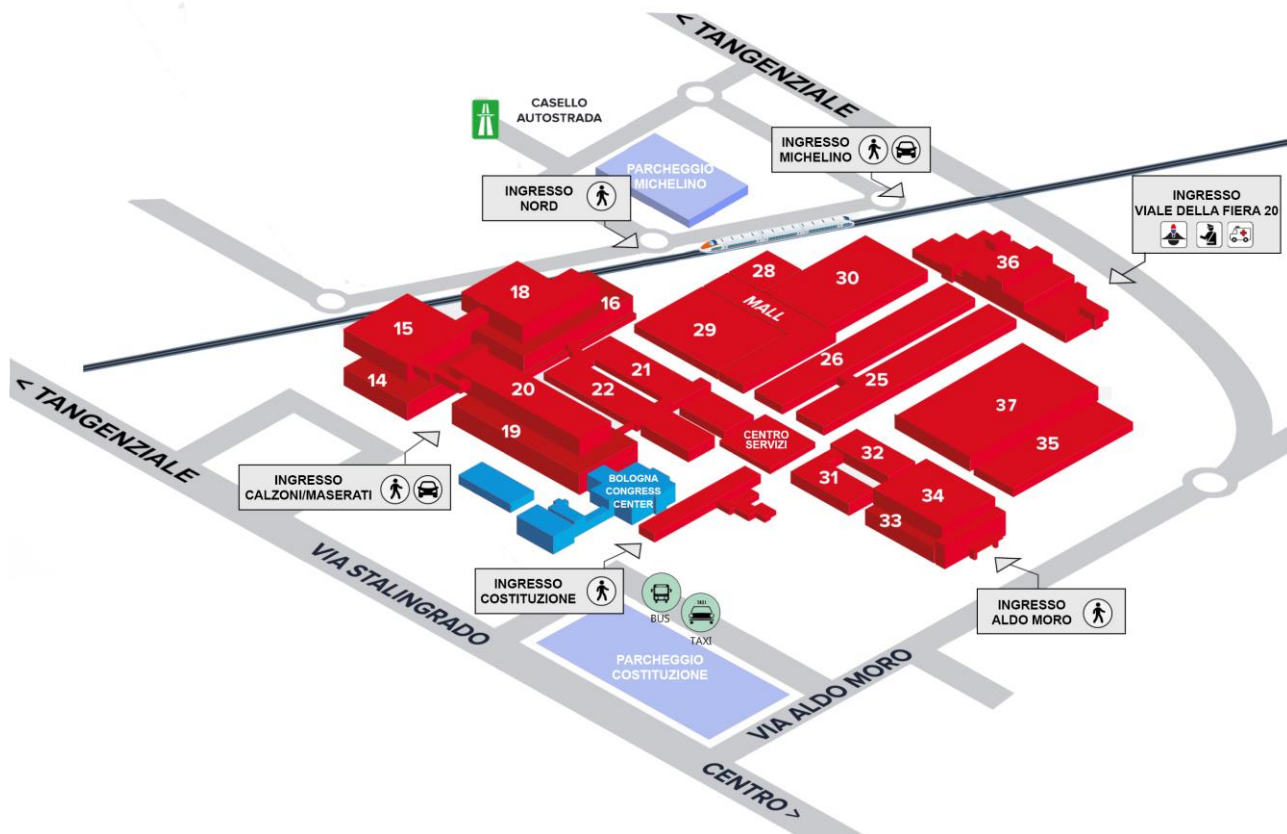 < TANGENZIALE
CASELLO
AUTOSTRADA
INGRESSO
MICHELINO
PARCHEGGIO
MICHELINO
INGRESSO
NORD
INGRESSO
VIALE DELLA FIERA 20
36
28
30
18
16
MALL
15
29
26
21
25
14
20
22
37
19
CENTRO
SERVIZI
32
35
< TANGENZIALE
INGRESSO
CALZONI/MASERATI
BOLOGNA
CONGRESS
CENTER
31
34
33
VIA STALINGRADO
INGRESSO
COSTITUZIONE
BUS
TAXI
TAXI
INGRESSO
ALDO MORO
PARCHEGGIO
COSTITUZIONE
VIA ALDO MORO
CENTRO >